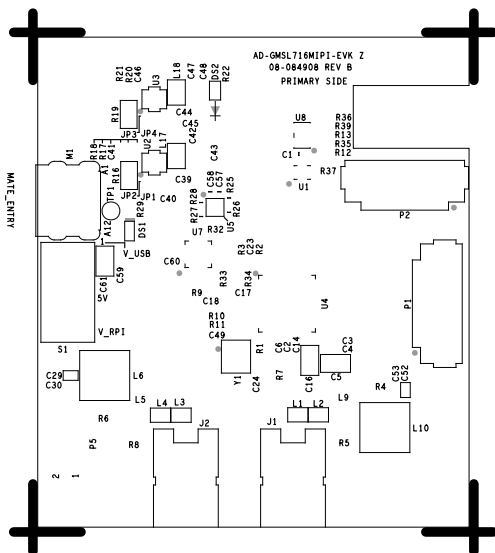 AD-GMSL716MIPI-EVK Z
08-084908 REV B
PRIMARY SIDE
R21
R20
C46
U3
L18
C47
C48
DS2
R22
R19
C44
C45
JP3
JP4
U8
R36
R39
R13
R35
R12
C1
R18
R17
C41
U2
L17
C42
C43
M1
A1
R16
C39
JP2
JP1
C40
R37
U1
MATE_ENTRY
TP1
R29
R28
C58
C57
R25
R27
R26
R32
U5
P2
A12
DS1
U7
1
V_USB
R3
C23
R2
C60
C61
C59
5V
R33
R34
R9
C18
C17
U4
P1
V_RPI
R10
R11
C49
S1
R1
C6
C2
C14
C3
C4
C29
C30
L6
Y1
C24
R7
C16
C5
R4
C53
C52
L5
L9
L4
L3
L1
L2
R6
J2
J1
L10
P5
R8
R5
2
1